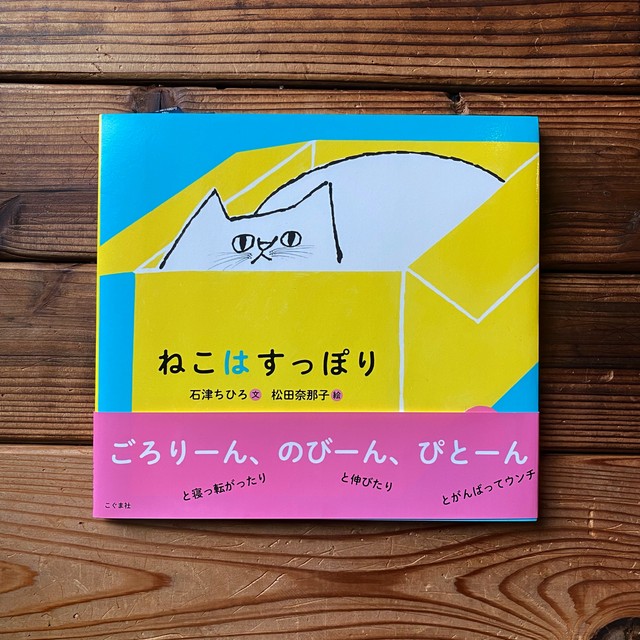 ねこはすっぽり
石津ちひろ 文 松田奈那子 絵
ごろりーん、のびーん、ぴとーん
と寝っ転がったり と伸びたり とがんばってウンチ
こぐま社